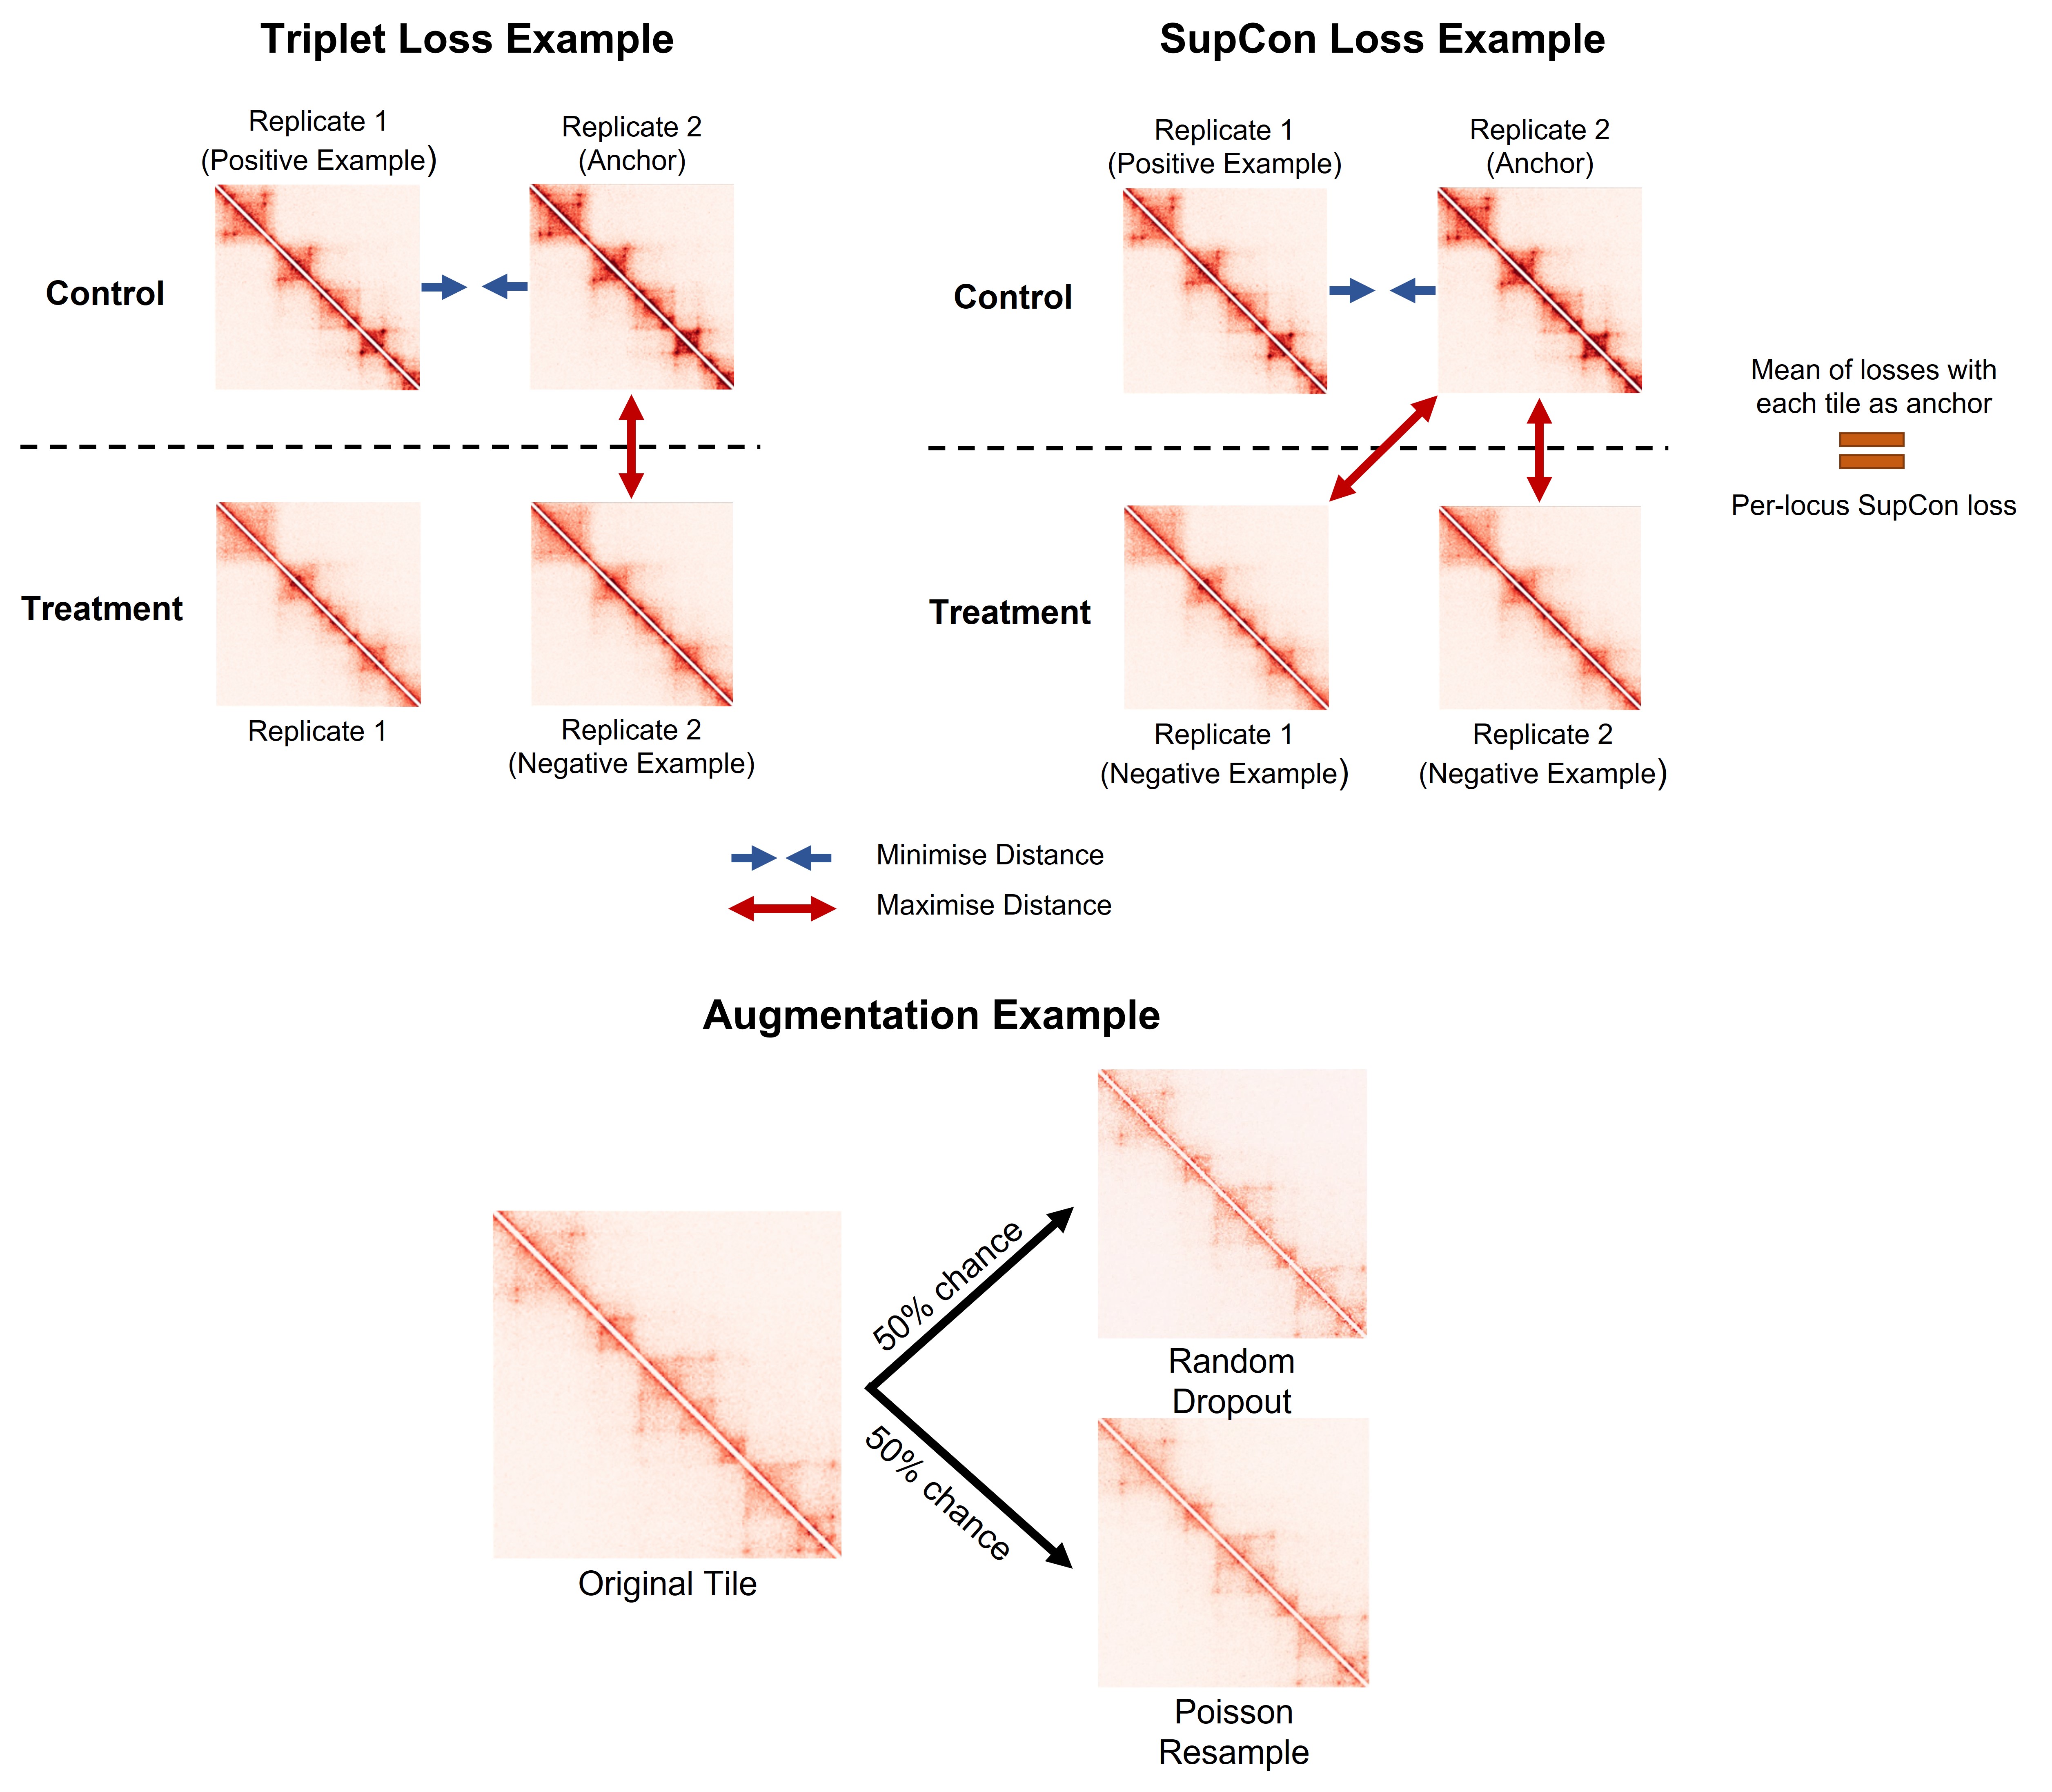 Triplet Loss Example
Replicate 1
(Positive Example)
Replicate 2
(Anchor)
Control
Treatment
Replicate 1
Replicate 2
(Negative Example)
SupCon Loss Example
Replicate 1
(Positive Example)
Replicate 2
(Anchor)
Control
Treatment
Replicate 1
(Negative Example)
Replicate 2
(Negative Example)
Mean of losses with
each tile as anchor
Per-locus SupCon loss
Minimise Distance
Maximise Distance
Augmentation Example
Original Tile
50% chance
50% chance
Random
Dropout
Poisson
Resample